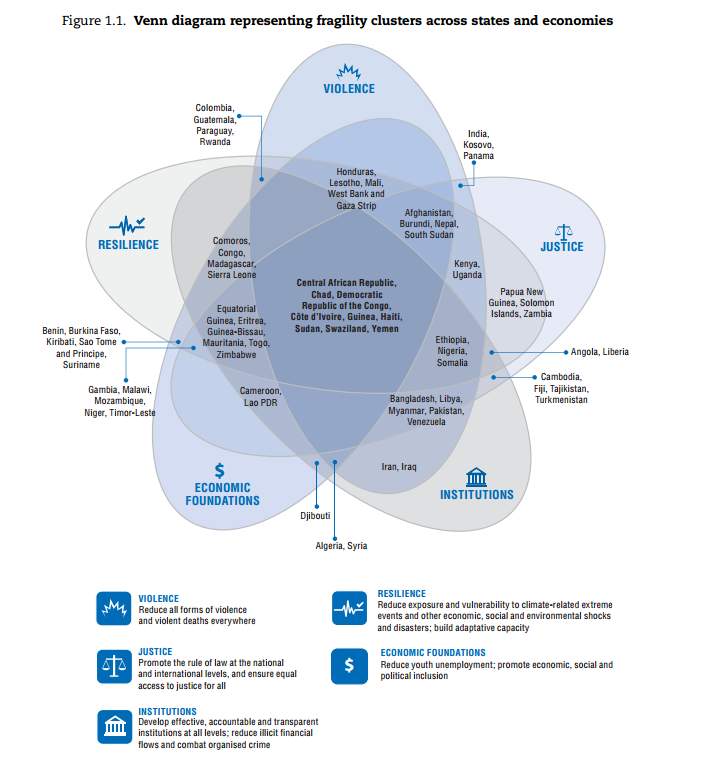 Figure 1.1. Venn diagram representing fragility clusters across states and economies
VIOLENCE
Colombia,
Guatemala,
Paraguay,
Rwanda
India,
Kosovo,
Panama
Honduras,
Lesotho, Mali,
West Bank and
Gaza Strip
Afghanistan,
Burundi, Nepal,
South Sudan
RESILIENCE
JUSTICE
Comoros,
Congo,
Madagascar,
Sierra Leone
Kenya,
Uganda
Central African Republic,
Chad, Democratic
Republic of the Congo,
Côte d'Ivoire, Guinea, Haiti,
Sudan, Swaziland, Yemen
Papua New
Guinea, Solomon
Islands, Zambia
Equatorial
Guinea, Eritrea,
Guinea-Bissau,
Mauritania, Togo,
Zimbabwe
Benin, Burkina Faso,
Kiribati, Sao Tome
and Principe,
Suriname
Ethiopia,
Nigeria,
Somalia
Angola, Liberia
Gambia, Malawi,
Mozambique,
Niger, Timor-Leste
Cameroon,
Lao PDR
Cambodia,
Fiji, Tajikistan,
Turkmenistan
Bangladesh, Libya,
Myanmar, Pakistan,
Venezuela
Iran, Iraq
$
ECONOMIC
FOUNDATIONS
INSTITUTIONS
Djibouti
Algeria, Syria
VIOLENCE
Reduce all forms of violence
and violent deaths everywhere
RESILIENCE
Reduce exposure and vulnerability to climate-related extreme
events and other economic, social and environmental shocks
and disasters; build adaptative capacity
JUSTICE
Promote the rule of law at the national
and international levels, and ensure equal
access to justice for all
$
ECONOMIC FOUNDATIONS
Reduce youth unemployment; promote economic, social and
political inclusion
INSTITUTIONS
Develop effective, accountable and transparent
institutions at all levels; reduce illicit financial
flows and combat organised crime